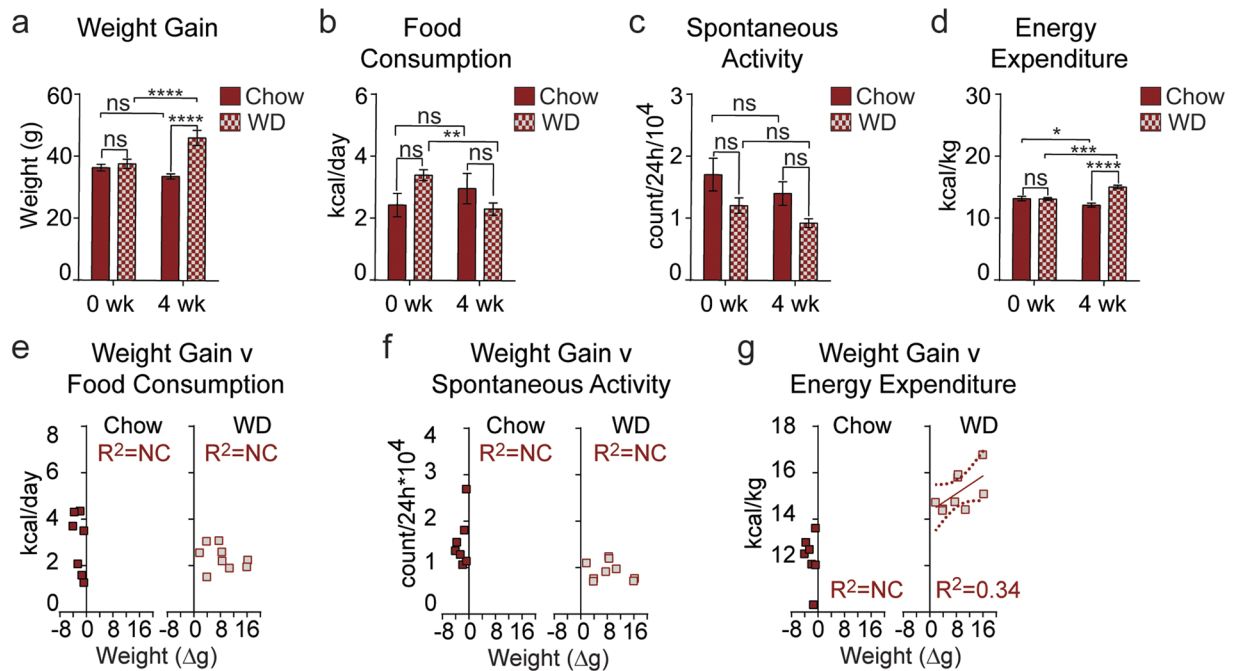 a Weight Gain
Weight (g)
60
40
20
0
ns
****
ns
****
Chow
WD
0 wk 4 wk
b Food
Consumption
kcal/day
6
4
2
0
ns
**
ns
ns
Chow
WD
0 wk 4 wk
c Spontaneous
Activity
count/24h/10⁴
3
2
1
0
ns
ns
ns
ns
Chow
WD
0 wk 4 wk
d Energy
Expenditure
kcal/kg
30
20
10
0
*
***
ns
****
Chow
WD
0 wk 4 wk
e Weight Gain v
Food Consumption
Chow WD
R²=NC R²=NC
kcal/day
8
6
4
2
0
-8 0 8 16 0 8 16
Weight (Δg)
f Weight Gain v
Spontaneous Activity
Chow WD
R²=NC R²=NC
count/24h*10⁴
4
3
2
1
0
-8 0 8 16 0 8 16
Weight (Δg)
g Weight Gain v
Energy Expenditure
Chow WD
kcal/kg
18
16
14
12
R²=NC R²=0.34
-8 0 8 16 0 8 16
Weight (Δg)